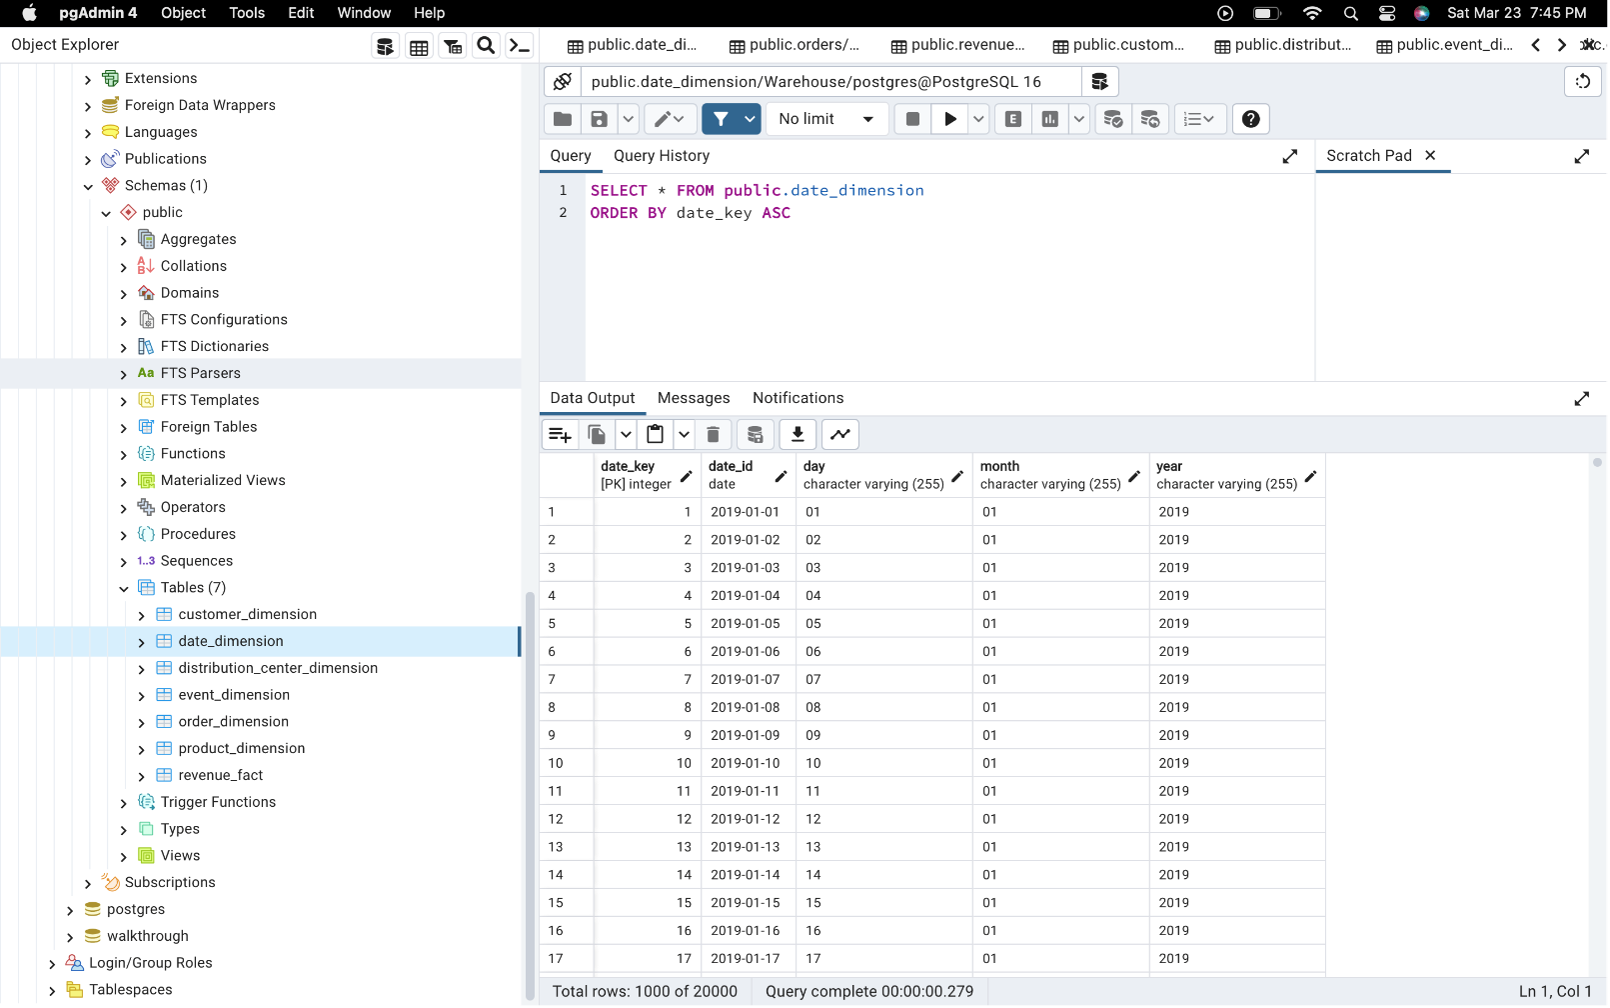 pgAdmin 4 Object Tools Edit Window Help Sat Mar 23 7:45 PM
Object Explorer
public.date_di... public.orders/... public.revenue... public.custom... public.distribut... public.event_di...
Extensions
Foreign Data Wrappers
Languages
Publications
Schemas (1)
public
Aggregates
Collations
Domains
FTS Configurations
FTS Dictionaries
Aa FTS Parsers
FTS Templates
Foreign Tables
Functions
Materialized Views
Operators
Procedures
1..3 Sequences
Tables (7)
customer_dimension
date_dimension
distribution_center_dimension
event_dimension
order_dimension
product_dimension
revenue_fact
Trigger Functions
Types
Views
Subscriptions
postgres
walkthrough
Login/Group Roles
Tablespaces
public.date_dimension/Warehouse/postgres@PostgreSQL 16
No limit E
Query Query History Scratch Pad
1 SELECT * FROM public.date_dimension
2 ORDER BY date_key ASC
Data Output Messages Notifications
date_key date_id day month year
[PK] integer date character varying (255) character varying (255) character varying (255)
1 1 2019-01-01 01 01 2019
2 2 2019-01-02 02 01 2019
3 3 2019-01-03 03 01 2019
4 4 2019-01-04 04 01 2019
5 5 2019-01-05 05 01 2019
6 6 2019-01-06 06 01 2019
7 7 2019-01-07 07 01 2019
8 8 2019-01-08 08 01 2019
9 9 2019-01-09 09 01 2019
10 10 2019-01-10 10 01 2019
11 11 2019-01-11 11 01 2019
12 12 2019-01-12 12 01 2019
13 13 2019-01-13 13 01 2019
14 14 2019-01-14 14 01 2019
15 15 2019-01-15 15 01 2019
16 16 2019-01-16 16 01 2019
17 17 2019-01-17 17 01 2019
Total rows: 1000 of 20000 Query complete 00:00:00.279 Ln 1, Col 1